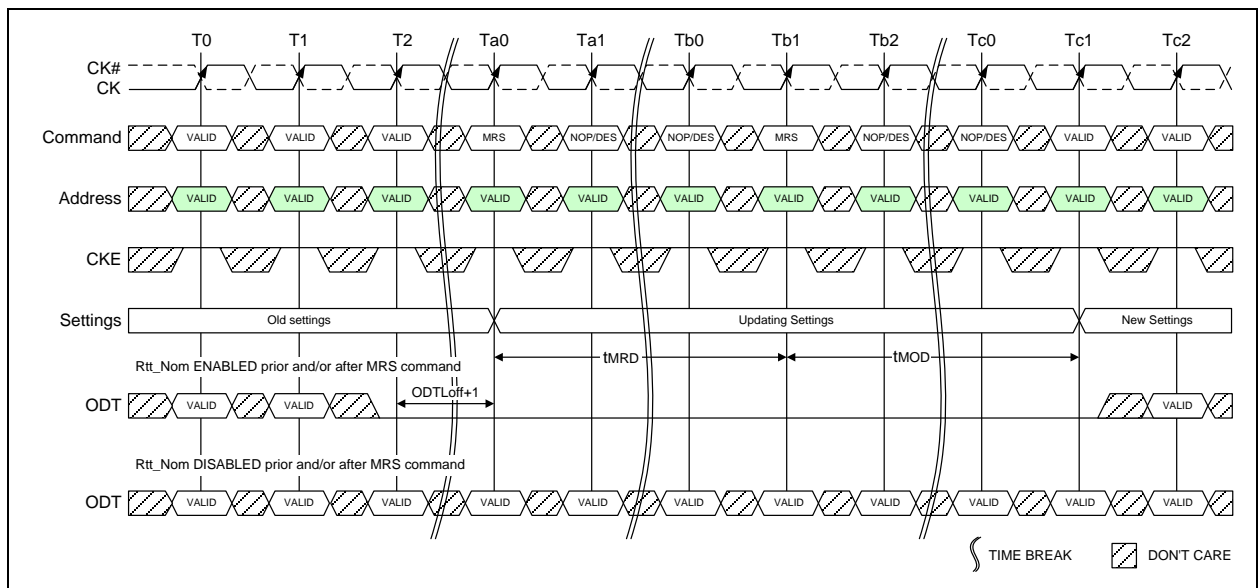 T0 T1 T2 Ta0 Ta1 Tb0 Tb1 Tb2 Tc0 Tc1 Tc2
CK#
CK
Command VALID VALID VALID MRS NOP/DES NOP/DES MRS NOP/DES NOP/DES VALID VALID
Address VALID VALID VALID VALID VALID VALID VALID VALID VALID VALID VALID
CKE
Settings Old settings Updating Settings New Settings
tMRD tMOD
Rtt_Nom ENABLED prior and/or after MRS command
ODTLoff+1
ODT VALID VALID VALID
Rtt_Nom DISABLED prior and/or after MRS command
ODT VALID VALID VALID VALID VALID VALID VALID VALID VALID VALID VALID
TIME BREAK DON'T CARE